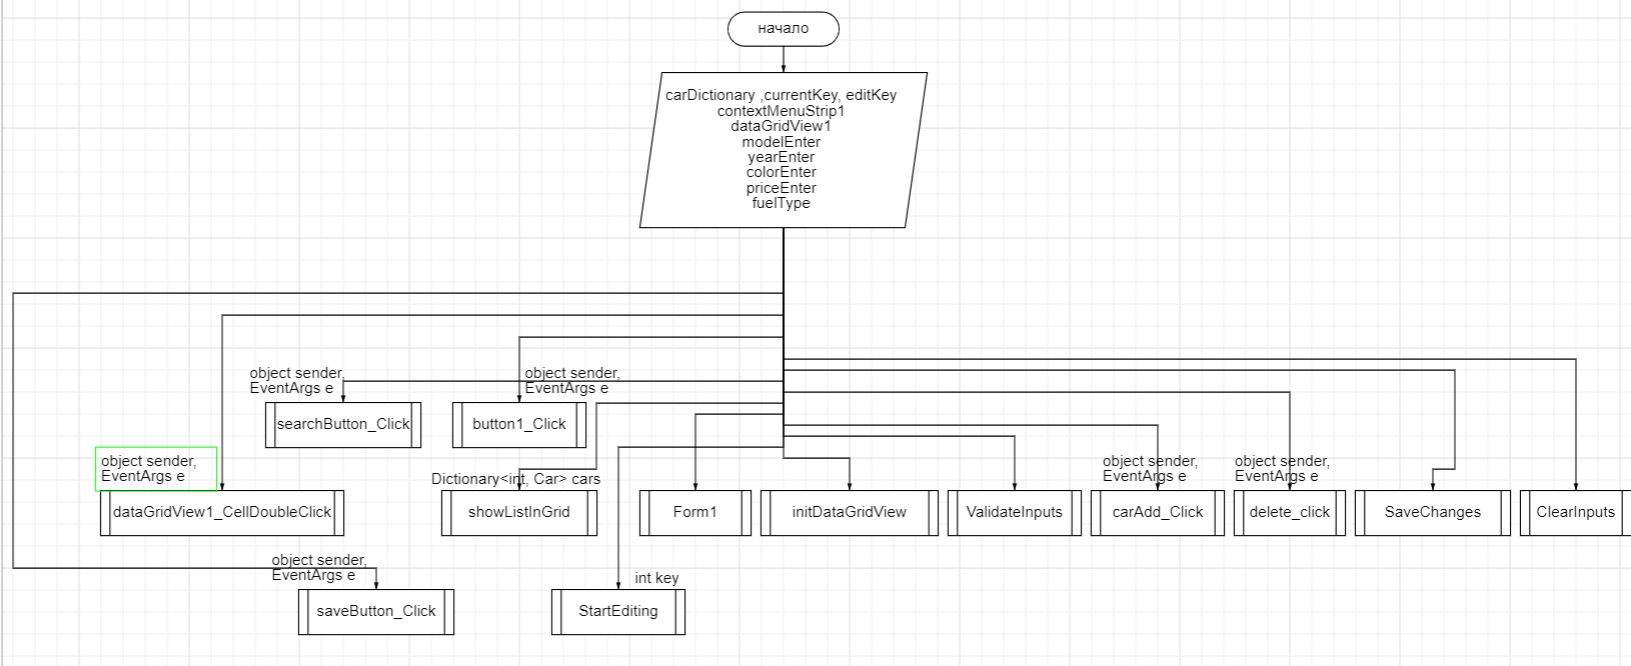 начало
carDictionary ,currentKey, editKey
contextMenuStrip1
dataGridView1
modelEnter
yearEnter
colorEnter
priceEnter
fuelType
object sender,
EventArgs e
searchButton_Click
object sender,
EventArgs e
button1_Click
object sender,
EventArgs e
dataGridView1_CellDoubleClick
Dictionary<int, Car> cars
showListInGrid
Form1
initDataGridView
ValidateInputs
object sender,
EventArgs e
carAdd_Click
object sender,
EventArgs e
delete_click
SaveChanges
ClearInputs
object sender,
EventArgs e
saveButton_Click
int key
StartEditing